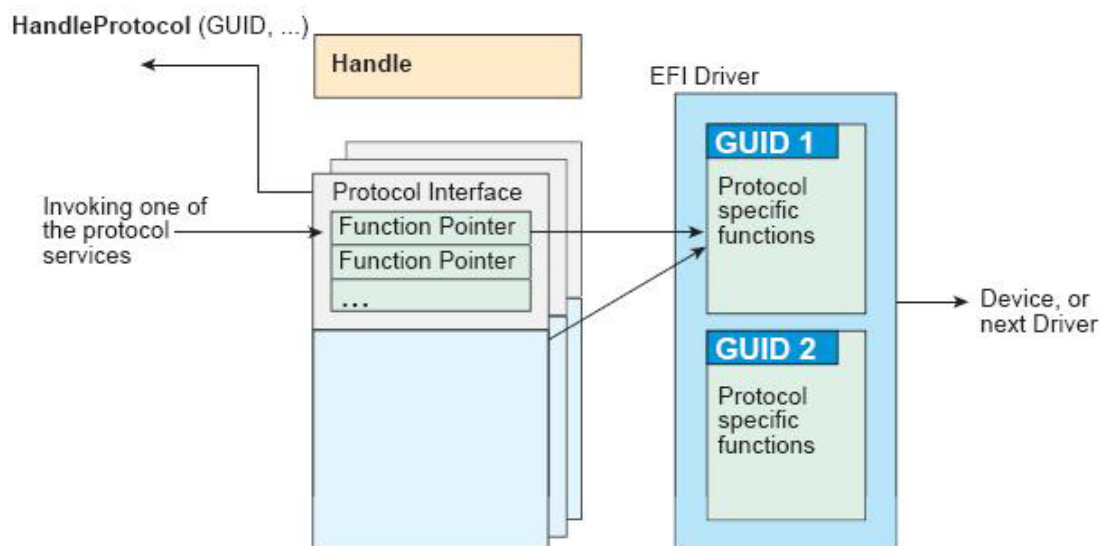 HandleProtocol (GUID, ...)
Handle
Protocol Interface
Function Pointer
Function Pointer
...
Invoking one of
the protocol
services
EFI Driver
GUID 1
Protocol
specific
functions
GUID 2
Protocol
specific
functions
Device, or
next Driver